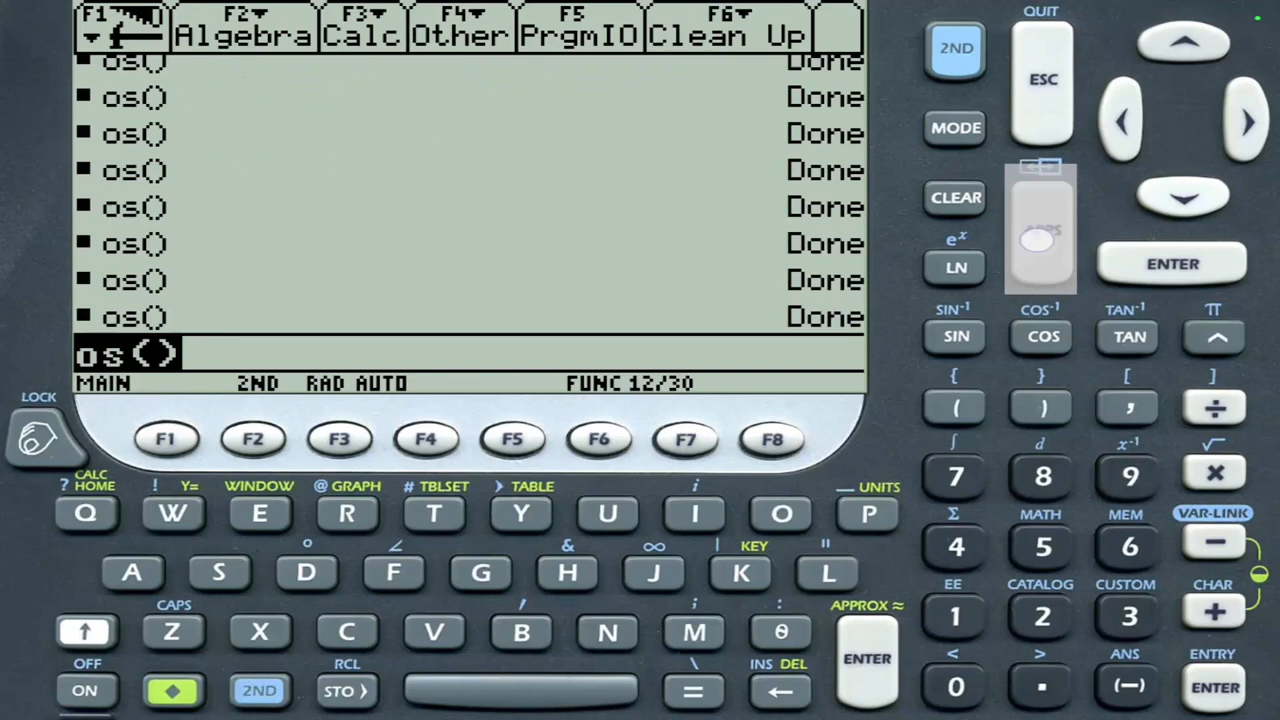 F1 F2 F3 F4 F5 F6
Algebra Calc Other PrgmIO Clean Up
os() Done
os() Done
os() Done
os() Done
os() Done
os() Done
os() Done
os() Done
os()
MAIN 2ND RAD AUTO FUNC 12/30
QUIT
2ND ESC
MODE
CLEAR APPS
eˣ
LN ENTER
SIN⁻¹ COS⁻¹ TAN⁻¹ π
SIN COS TAN ^
{ } [ ]
( ) , ÷
∫ d x⁻¹ √
7 8 9 ×
Σ MATH MEM VAR-LINK
4 5 6 −
EE CATALOG CUSTOM CHAR
1 2 3 +
< > ANS ENTRY
0 . (−) ENTER
LOCK
F1 F2 F3 F4 F5 F6 F7 F8
? CALC HOME ! Y= WINDOW @ GRAPH # TBLSET › TABLE i _ UNITS
Q W E R T Y U I O P
° ∠ & ∞ | KEY "
A S D F G H J K L
CAPS ' ; : APPROX ≈
↑ Z X C V B N M θ ENTER
OFF RCL \ INS DEL
ON ◆ 2ND STO › = ←